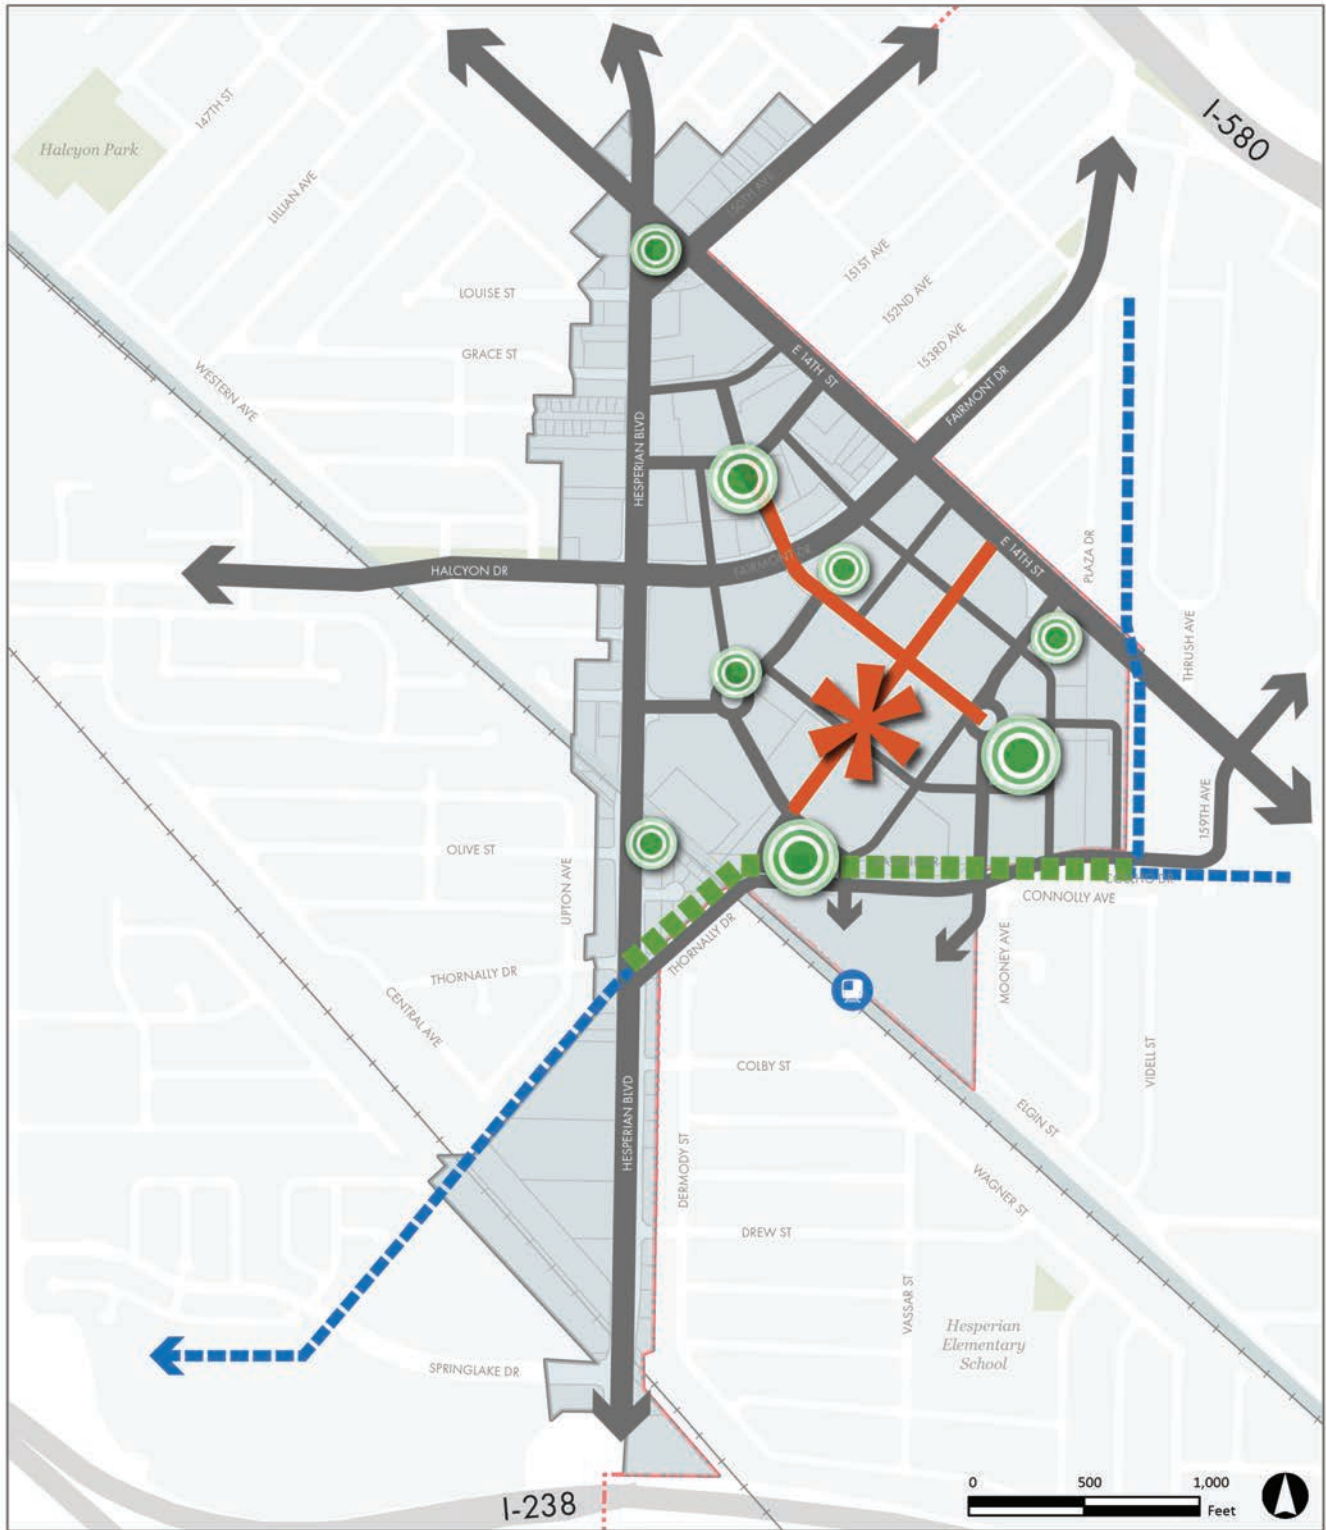 I-580
147TH ST
Halcyon Park
LILLIAN AVE
150TH AVE
151ST AVE
LOUISE ST
152ND AVE
153RD AVE
GRACE ST
E 14TH ST
WESTERN AVE
FAIRMONT DR
HESPERIAN BLVD
E 14TH ST
PLAZA DR
HALCYON DR
FAIRMONT DR
THRUSH AVE
159TH AVE
OLIVE ST
UPTON AVE
CONNOLLY AVE
THORNALLY DR
MOONEY AVE
THORNALLY DR
CENTRAL AVE
COLBY ST
VIDELL ST
HESPERIAN BLVD
ELGIN ST
DERMODY ST
WAGNER ST
DREW ST
VASSAR ST
Hesperian
Elementary
School
SPRINGLAKE DR
0 500 1,000
Feet
I-238